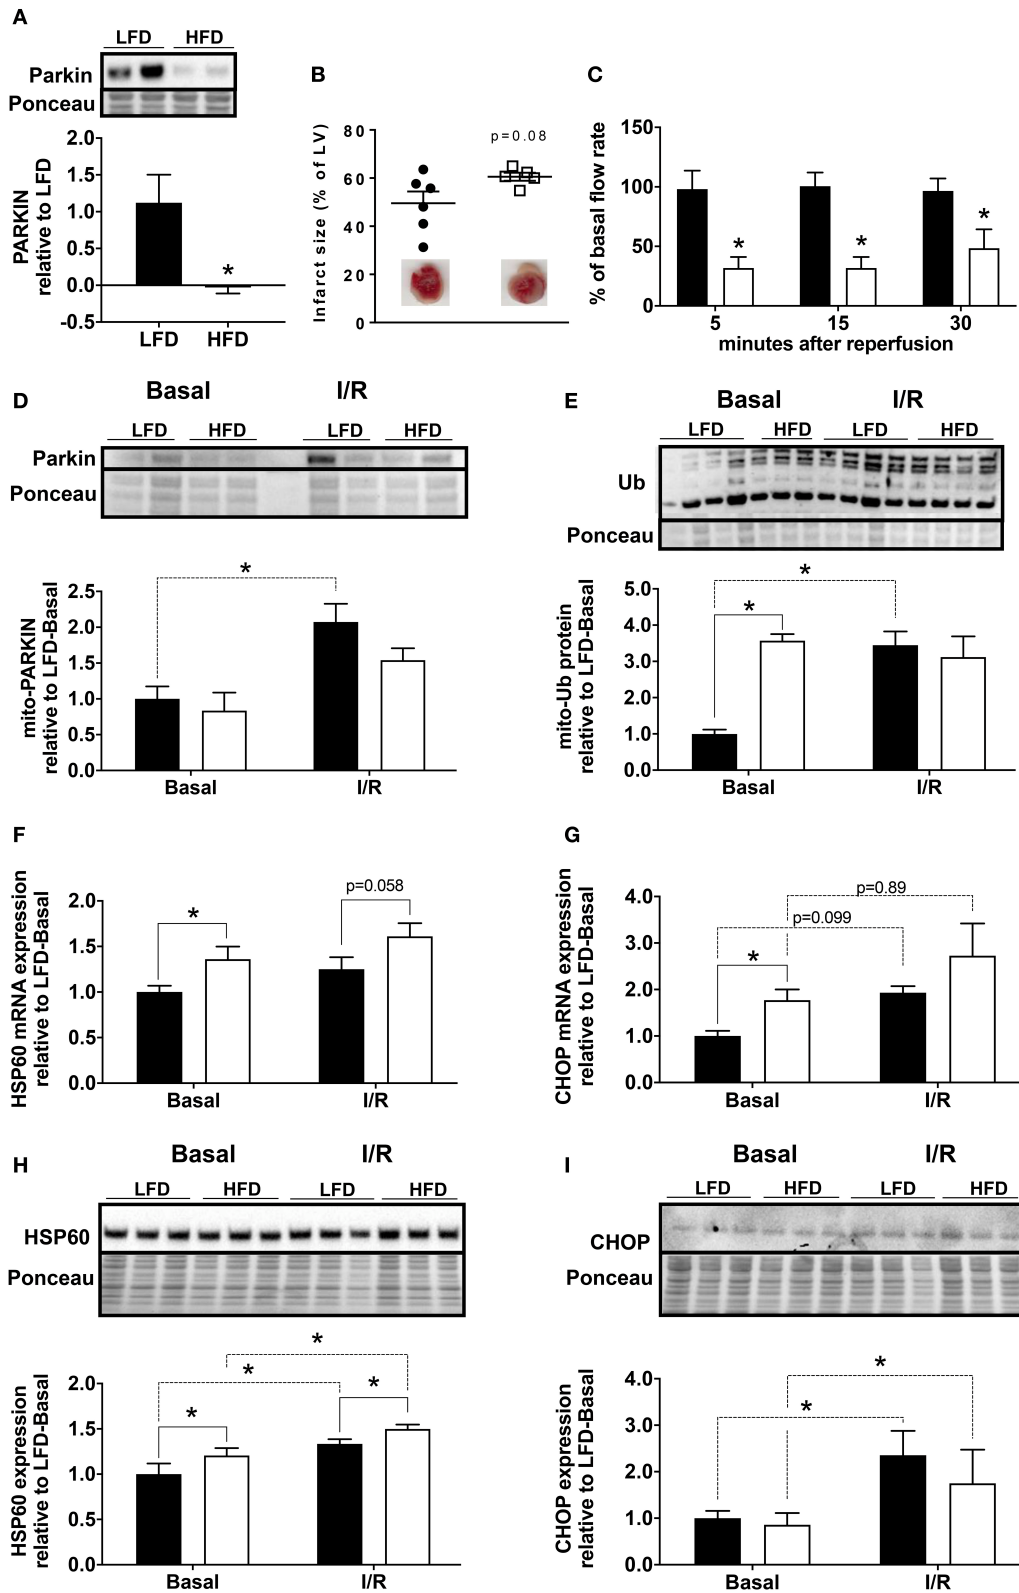 A
LFD HFD
Parkin
Ponceau
PARKIN
relative to LFD
2.0
1.5
1.0
0.5
0.0
-0.5
*
LFD HFD
B
Infarct size (% of LV)
80
60
40
20
0
p=0.08
C
% of basal flow rate
150
100
50
0
* * *
5 15 30
minutes after reperfusion
D
Basal I/R
LFD HFD LFD HFD
Parkin
Ponceau
mito-PARKIN
relative to LFD-Basal
2.5
2.0
1.5
1.0
0.5
0.0
*
Basal I/R
E
Basal I/R
LFD HFD LFD HFD
Ub
Ponceau
mito-Ub protein
relative to LFD-Basal
5.0
4.0
3.0
2.0
1.0
0.0
*
*
Basal I/R
F
HSP60 mRNA expression
relative to LFD-Basal
2.0
1.5
1.0
0.5
0.0
p=0.058
*
Basal I/R
G
CHOP mRNA expression
relative to LFD-Basal
4.0
3.0
2.0
1.0
0.0
p=0.89
p=0.099
*
Basal I/R
H
Basal I/R
LFD HFD LFD HFD
HSP60
Ponceau
HSP60 expression
relative to LFD-Basal
2.0
1.5
1.0
0.5
0.0
*
*
*
*
Basal I/R
I
Basal I/R
LFD HFD LFD HFD
CHOP
Ponceau
CHOP expression
relative to LFD-Basal
4.0
3.0
2.0
1.0
0.0
*
*
Basal I/R